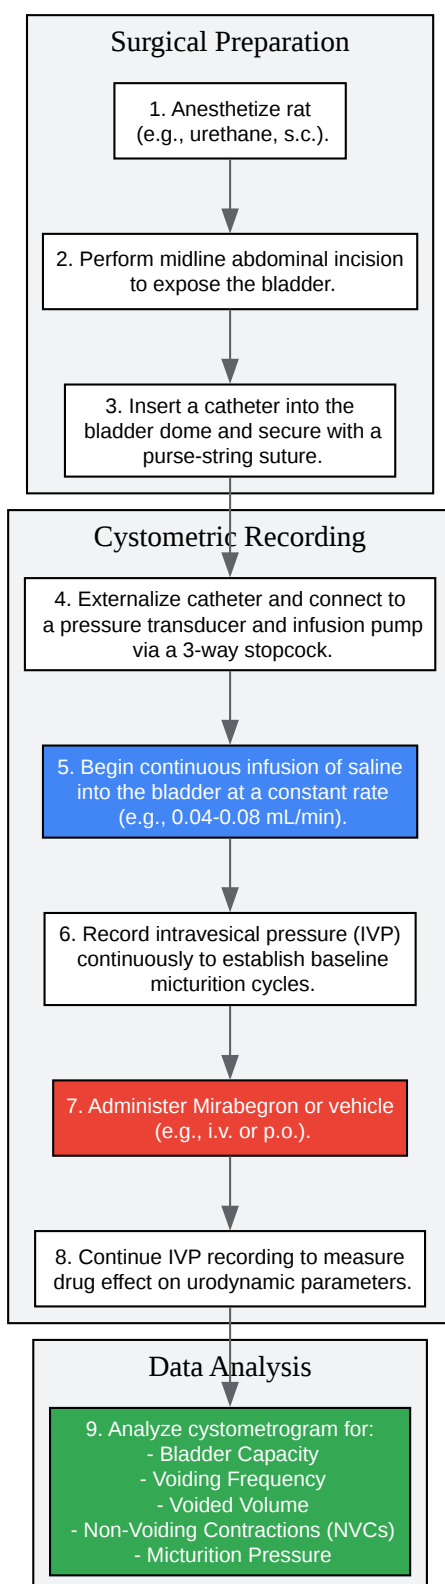 Surgical Preparation
1. Anesthetize rat
(e.g., urethane, s.c.).
2. Perform midline abdominal incision
to expose the bladder.
3. Insert a catheter into the
bladder dome and secure with a
purse-string suture.
Cystometric Recording
4. Externalize catheter and connect to
a pressure transducer and infusion pump
via a 3-way stopcock.
5. Begin continuous infusion of saline
into the bladder at a constant rate
(e.g., 0.04-0.08 mL/min).
6. Record intravesical pressure (IVP)
continuously to establish baseline
micturition cycles.
7. Administer Mirabegron or vehicle
(e.g., i.v. or p.o.).
8. Continue IVP recording to measure
drug effect on urodynamic parameters.
Data Analysis
9. Analyze cystometrogram for:
- Bladder Capacity
- Voiding Frequency
- Voided Volume
- Non-Voiding Contractions (NVCs)
- Micturition Pressure